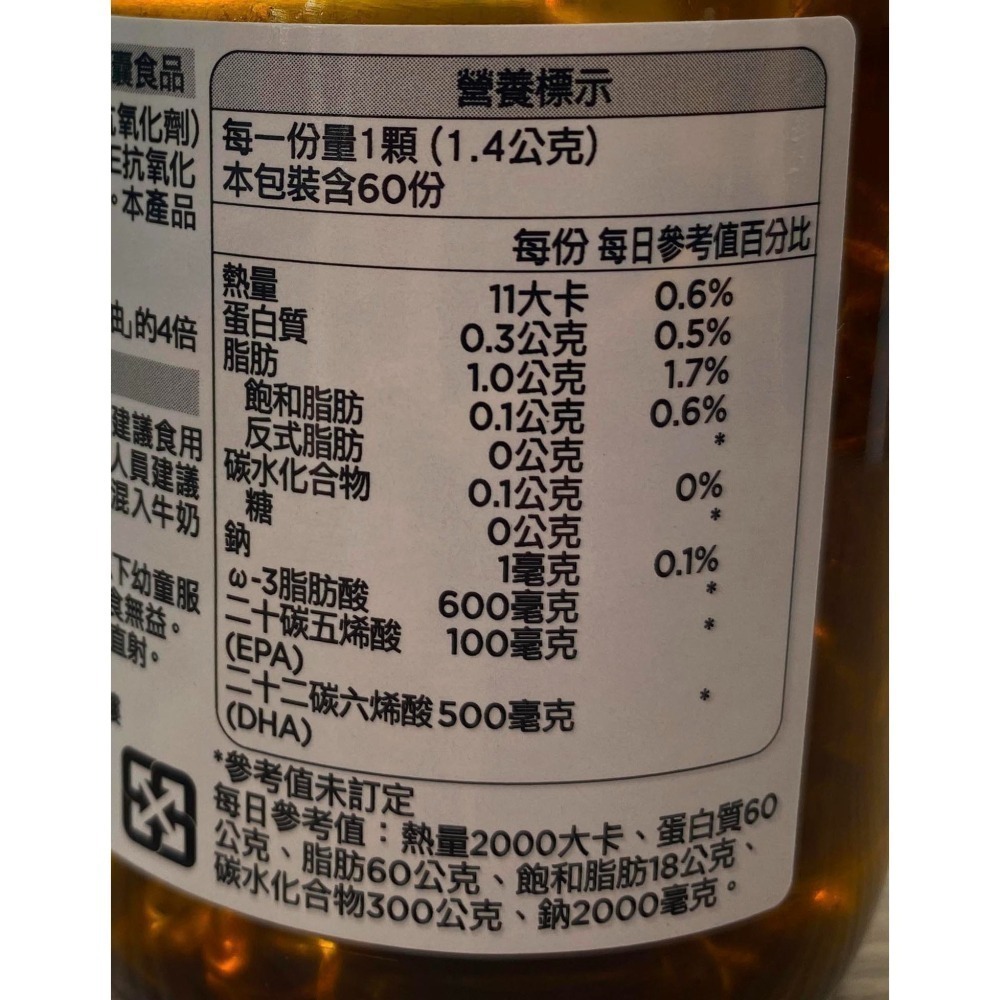 囊食品
氧化劑)
抗氧化
。本產品
油」的4倍
建議食用
人員建議
混入牛奶
下幼童服
食無益。
直射。
營養標示
每一份量1顆 (1.4公克)
本包裝含60份
每份 每日參考值百分比
熱量 11大卡 0.6%
蛋白質 0.3公克 0.5%
脂肪 1.0公克 1.7%
飽和脂肪 0.1公克 0.6%
反式脂肪 0公克 *
碳水化合物 0.1公克 0%
糖 0公克 *
鈉 1毫克 0.1%
ω-3脂肪酸 600毫克 *
二十碳五烯酸 100毫克 *
(EPA)
二十二碳六烯酸 500毫克 *
(DHA)
*參考值未訂定
每日參考值：熱量2000大卡、蛋白質60
公克、脂肪60公克、飽和脂肪18公克、
碳水化合物300公克、鈉2000毫克。